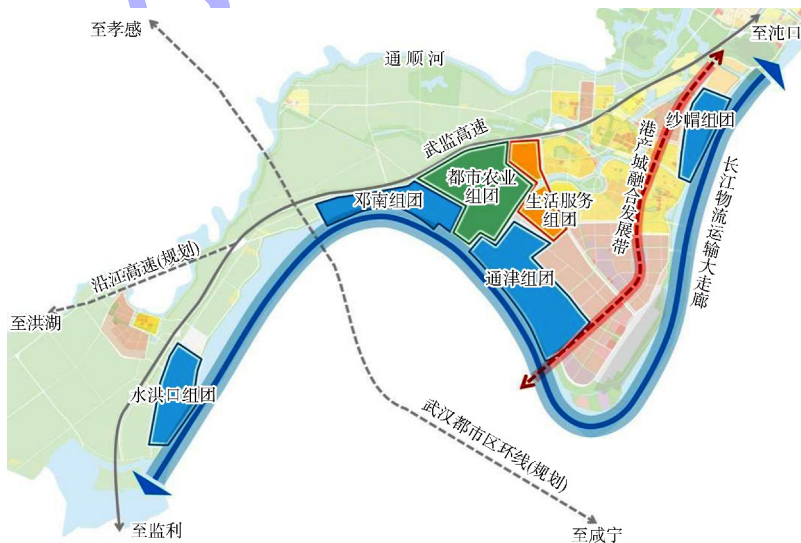 至孝感
至沌口
通顺河
纱帽组团
武监高速
港产城融合发展带
都市农业
组团
长江物流运输大走廊
邓南组团
生活服务
组团
沿江高速(规划)
通津组团
至洪湖
水洪口组团
武汉都市区环线(规划)
至监利
至咸宁